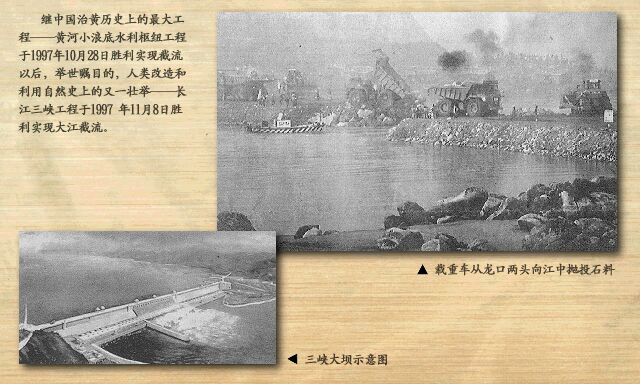 继中国治黄历史上的最大工
程——黄河小浪底水利枢纽工程
于1997年10月28日胜利实现截流
以后，举世瞩目的，人类改造和
利用自然史上的又一壮举——长
江三峡工程于1997 年11月8日胜
利实现大江截流。
▲ 载重车从龙口两头向江中抛投石料
◀ 三峡大坝示意图